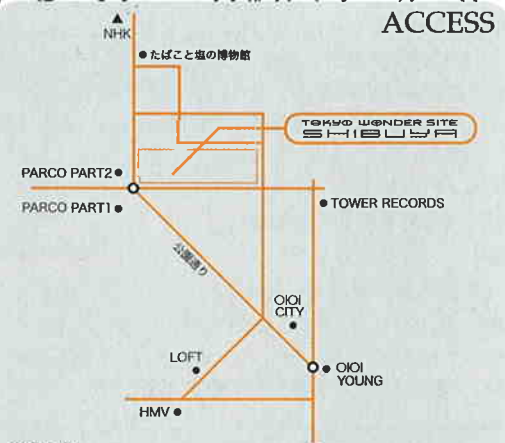 ACCESS
NHK
たばこと塩の博物館
TOKYO WONDER SITE
SHIBUYA
PARCO PART2
PARCO PART1
TOWER RECORDS
公園通り
OIOI
CITY
LOFT
OIOI
YOUNG
HMV